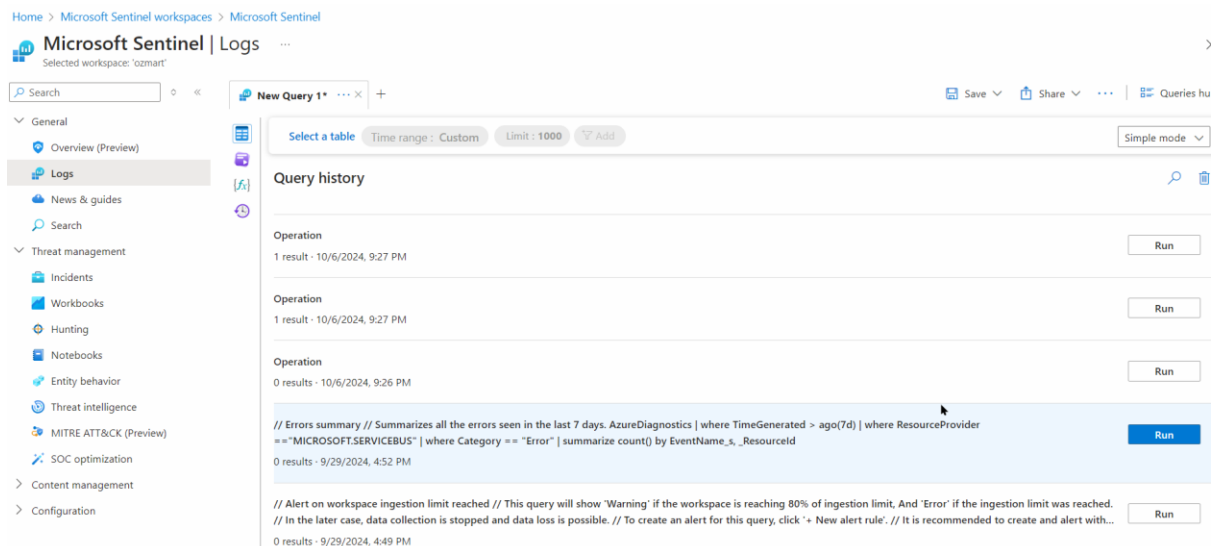 Home > Microsoft Sentinel workspaces > Microsoft Sentinel
Microsoft Sentinel | Logs ...
Selected workspace: 'ozmart'
Search
New Query 1* ... × +
Save
Share
...
Queries hu
General
Overview (Preview)
Logs
News & guides
Search
Threat management
Incidents
Workbooks
Hunting
Notebooks
Entity behavior
Threat intelligence
MITRE ATT&CK (Preview)
SOC optimization
Content management
Configuration
Select a table
Time range : Custom
Limit : 1000
Add
Simple mode
{fx}
Query history
Operation
1 result · 10/6/2024, 9:27 PM
Run
Operation
1 result · 10/6/2024, 9:27 PM
Run
Operation
0 results · 10/6/2024, 9:26 PM
Run
// Errors summary // Summarizes all the errors seen in the last 7 days. AzureDiagnostics | where TimeGenerated > ago(7d) | where ResourceProvider
=="MICROSOFT.SERVICEBUS" | where Category == "Error" | summarize count() by EventName_s, _ResourceId
0 results · 9/29/2024, 4:52 PM
Run
// Alert on workspace ingestion limit reached // This query will show 'Warning' if the workspace is reaching 80% of ingestion limit, And 'Error' if the ingestion limit was reached.
// In the later case, data collection is stopped and data loss is possible. // To create an alert for this query, click '+ New alert rule'. // It is recommended to create and alert with...
0 results · 9/29/2024, 4:49 PM
Run